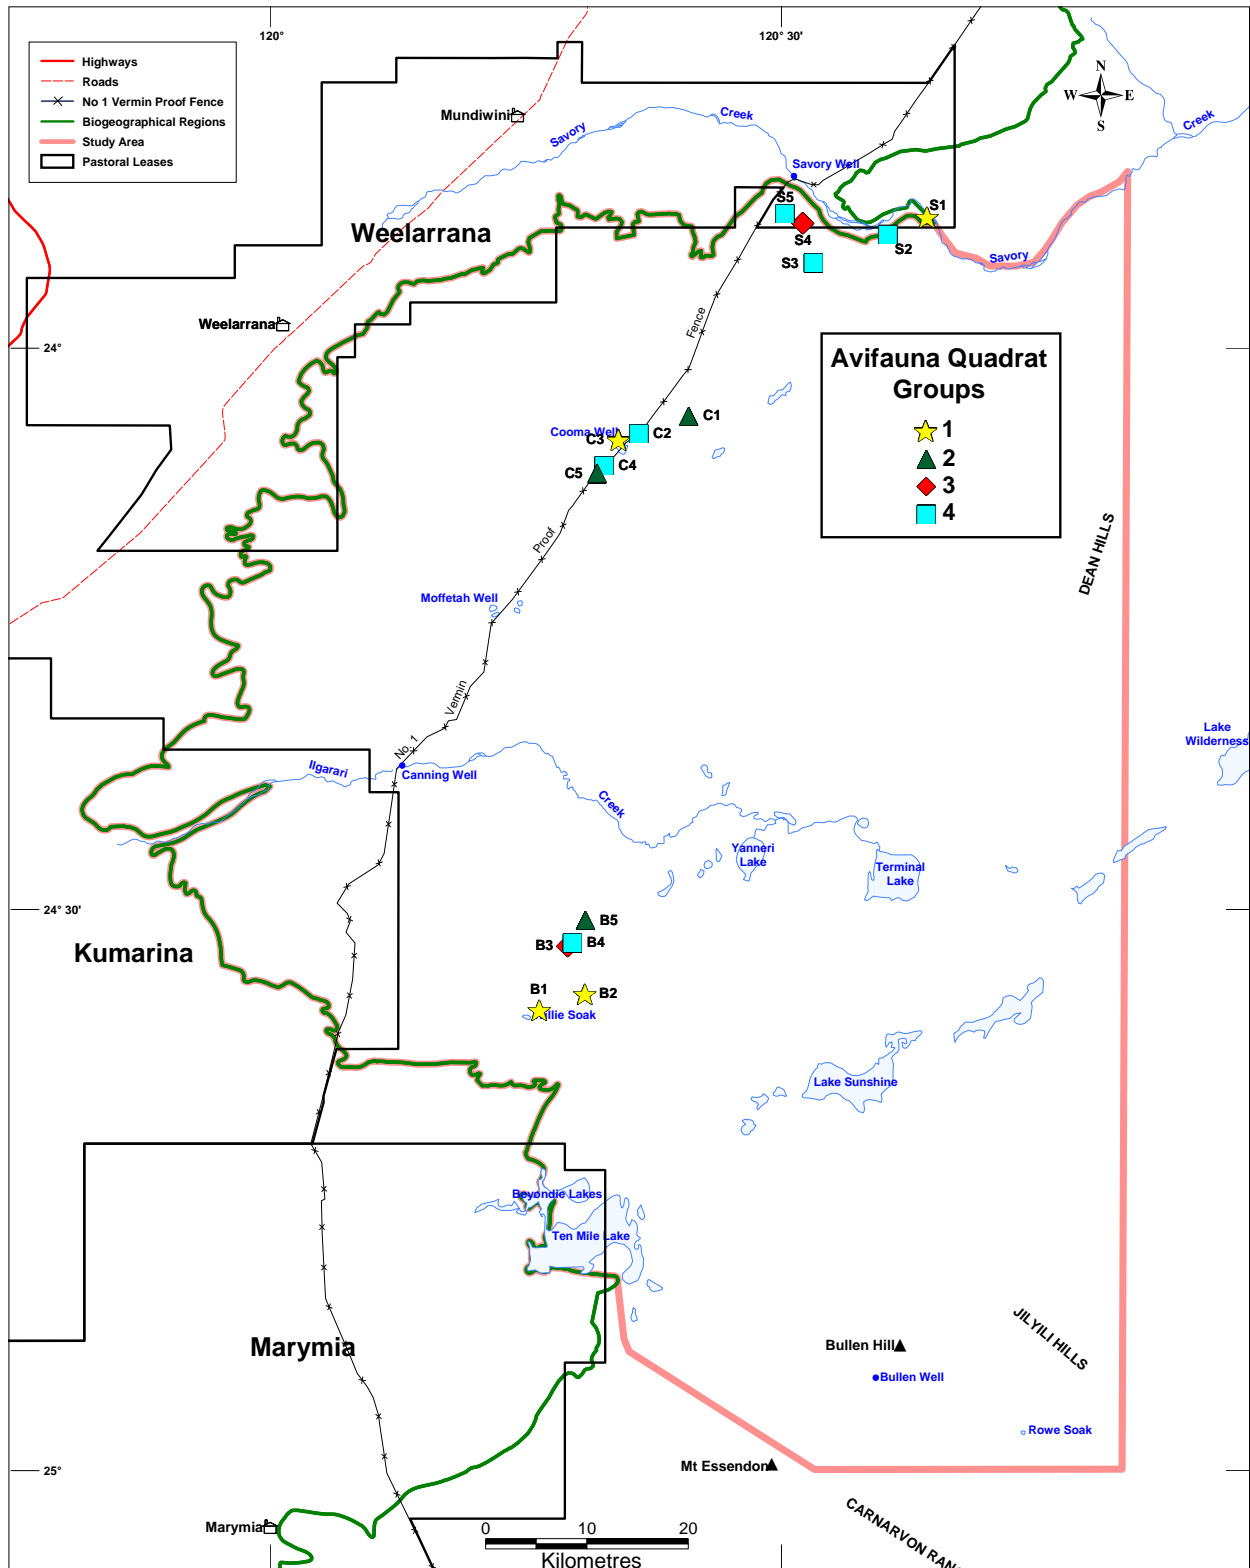 120°
120° 30'
Highways
Roads
No 1 Vermin Proof Fence
Biogeographical Regions
Study Area
Pastoral Leases
N
W E
S
Mundiwini
Savory
Creek
Creek
Savory Well
Weelarrana
S5
S4
S1
S2
S3
Savory
Weelarrana
24°
Fence
Avifauna Quadrat
Groups
1
2
3
4
C1
Cooma Well
C2
C3
C4
C5
Proof
DEAN HILLS
Moffetah Well
Vermin
No. 1
Ilgarari
Canning Well
Creek
Lake
Wilderness
Yanneri
Lake
Terminal
Lake
24° 30'
B5
B3
B4
Kumarina
B1
B2
llie Soak
Lake Sunshine
Beyondie Lakes
Ten Mile Lake
Marymia
Bullen Hill
JILYILI HILLS
Bullen Well
Rowe Soak
25°
Mt Essendon
Marymia
CARNARVON
0 10 20
Kilometres